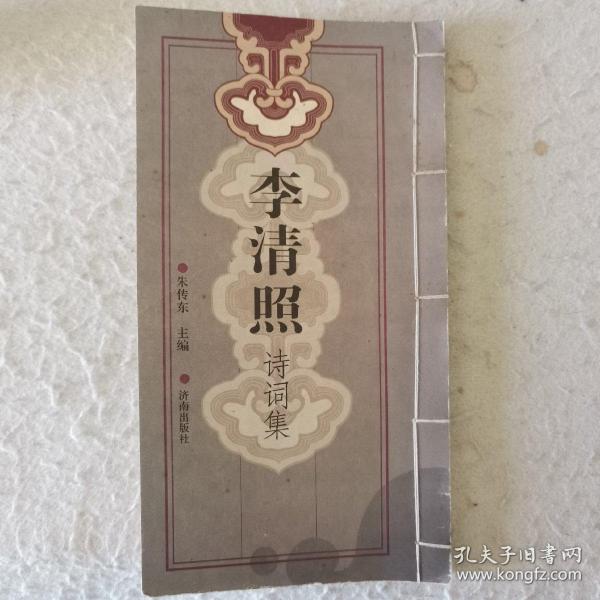 李清照
诗词集
朱传东 主编
济南出版社
孔夫子旧書网
www.kongfz.com